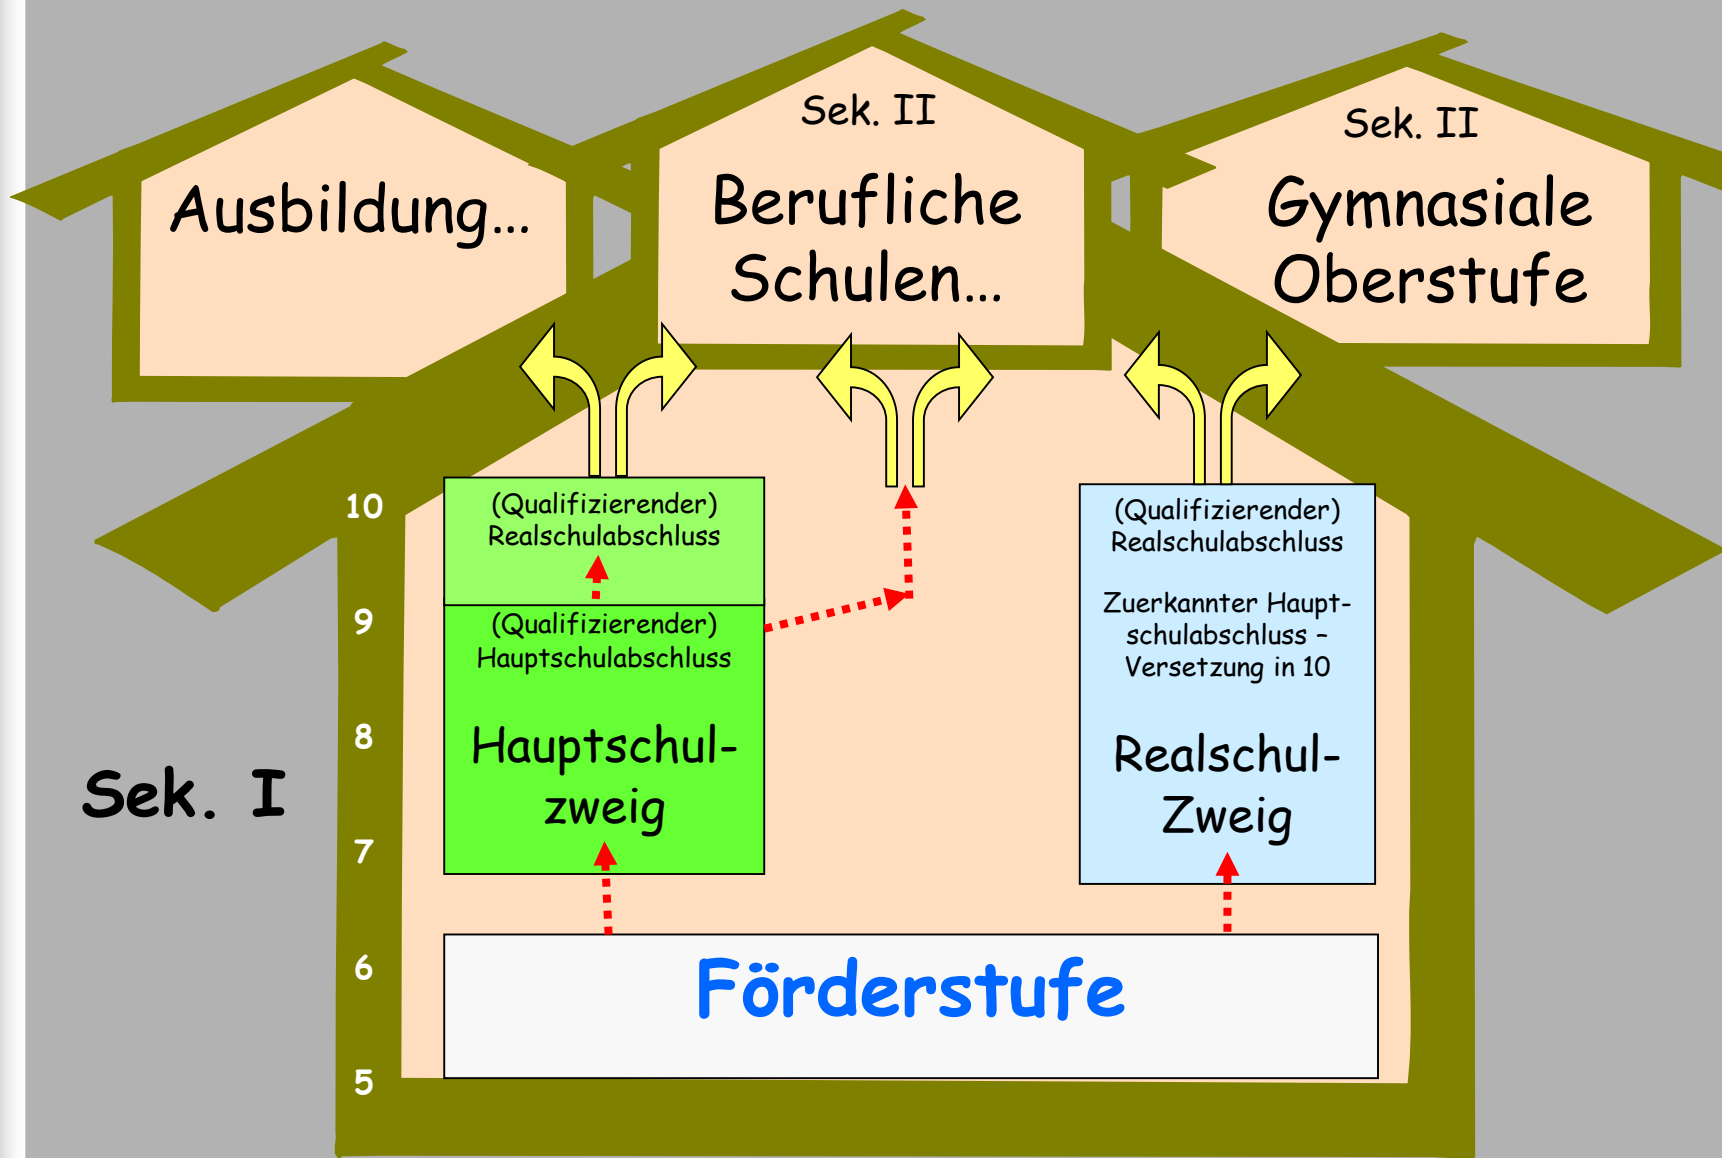 Ausbildung...
Sek. II
Berufliche
Schulen...
Sek. II
Gymnasiale
Oberstufe
10
9
8
7
6
5
Sek. I
(Qualifizierender)
Realschulabschluss
(Qualifizierender)
Hauptschulabschluss
Hauptschul-
zweig
(Qualifizierender)
Realschulabschluss
Zuerkannter Haupt-
schulabschluss –
Versetzung in 10
Realschul-
Zweig
Förderstufe